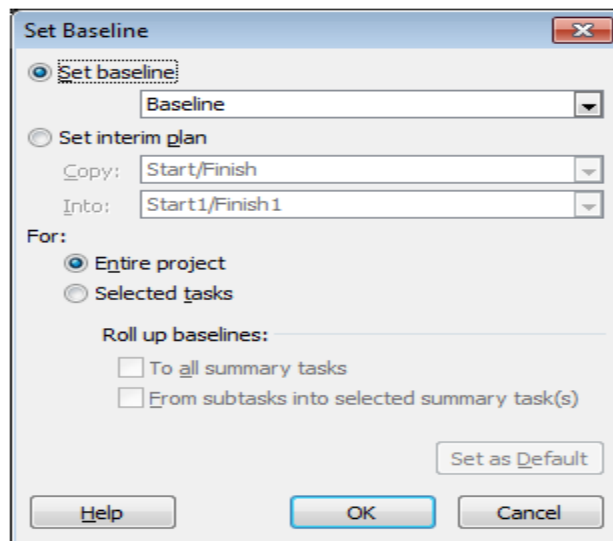 Set Baseline
Set baseline
Baseline
Set interim plan
Copy: Start/Finish
Into: Start1/Finish1
For:
Entire project
Selected tasks
Roll up baselines:
To all summary tasks
From subtasks into selected summary task(s)
Set as Default
Help OK Cancel